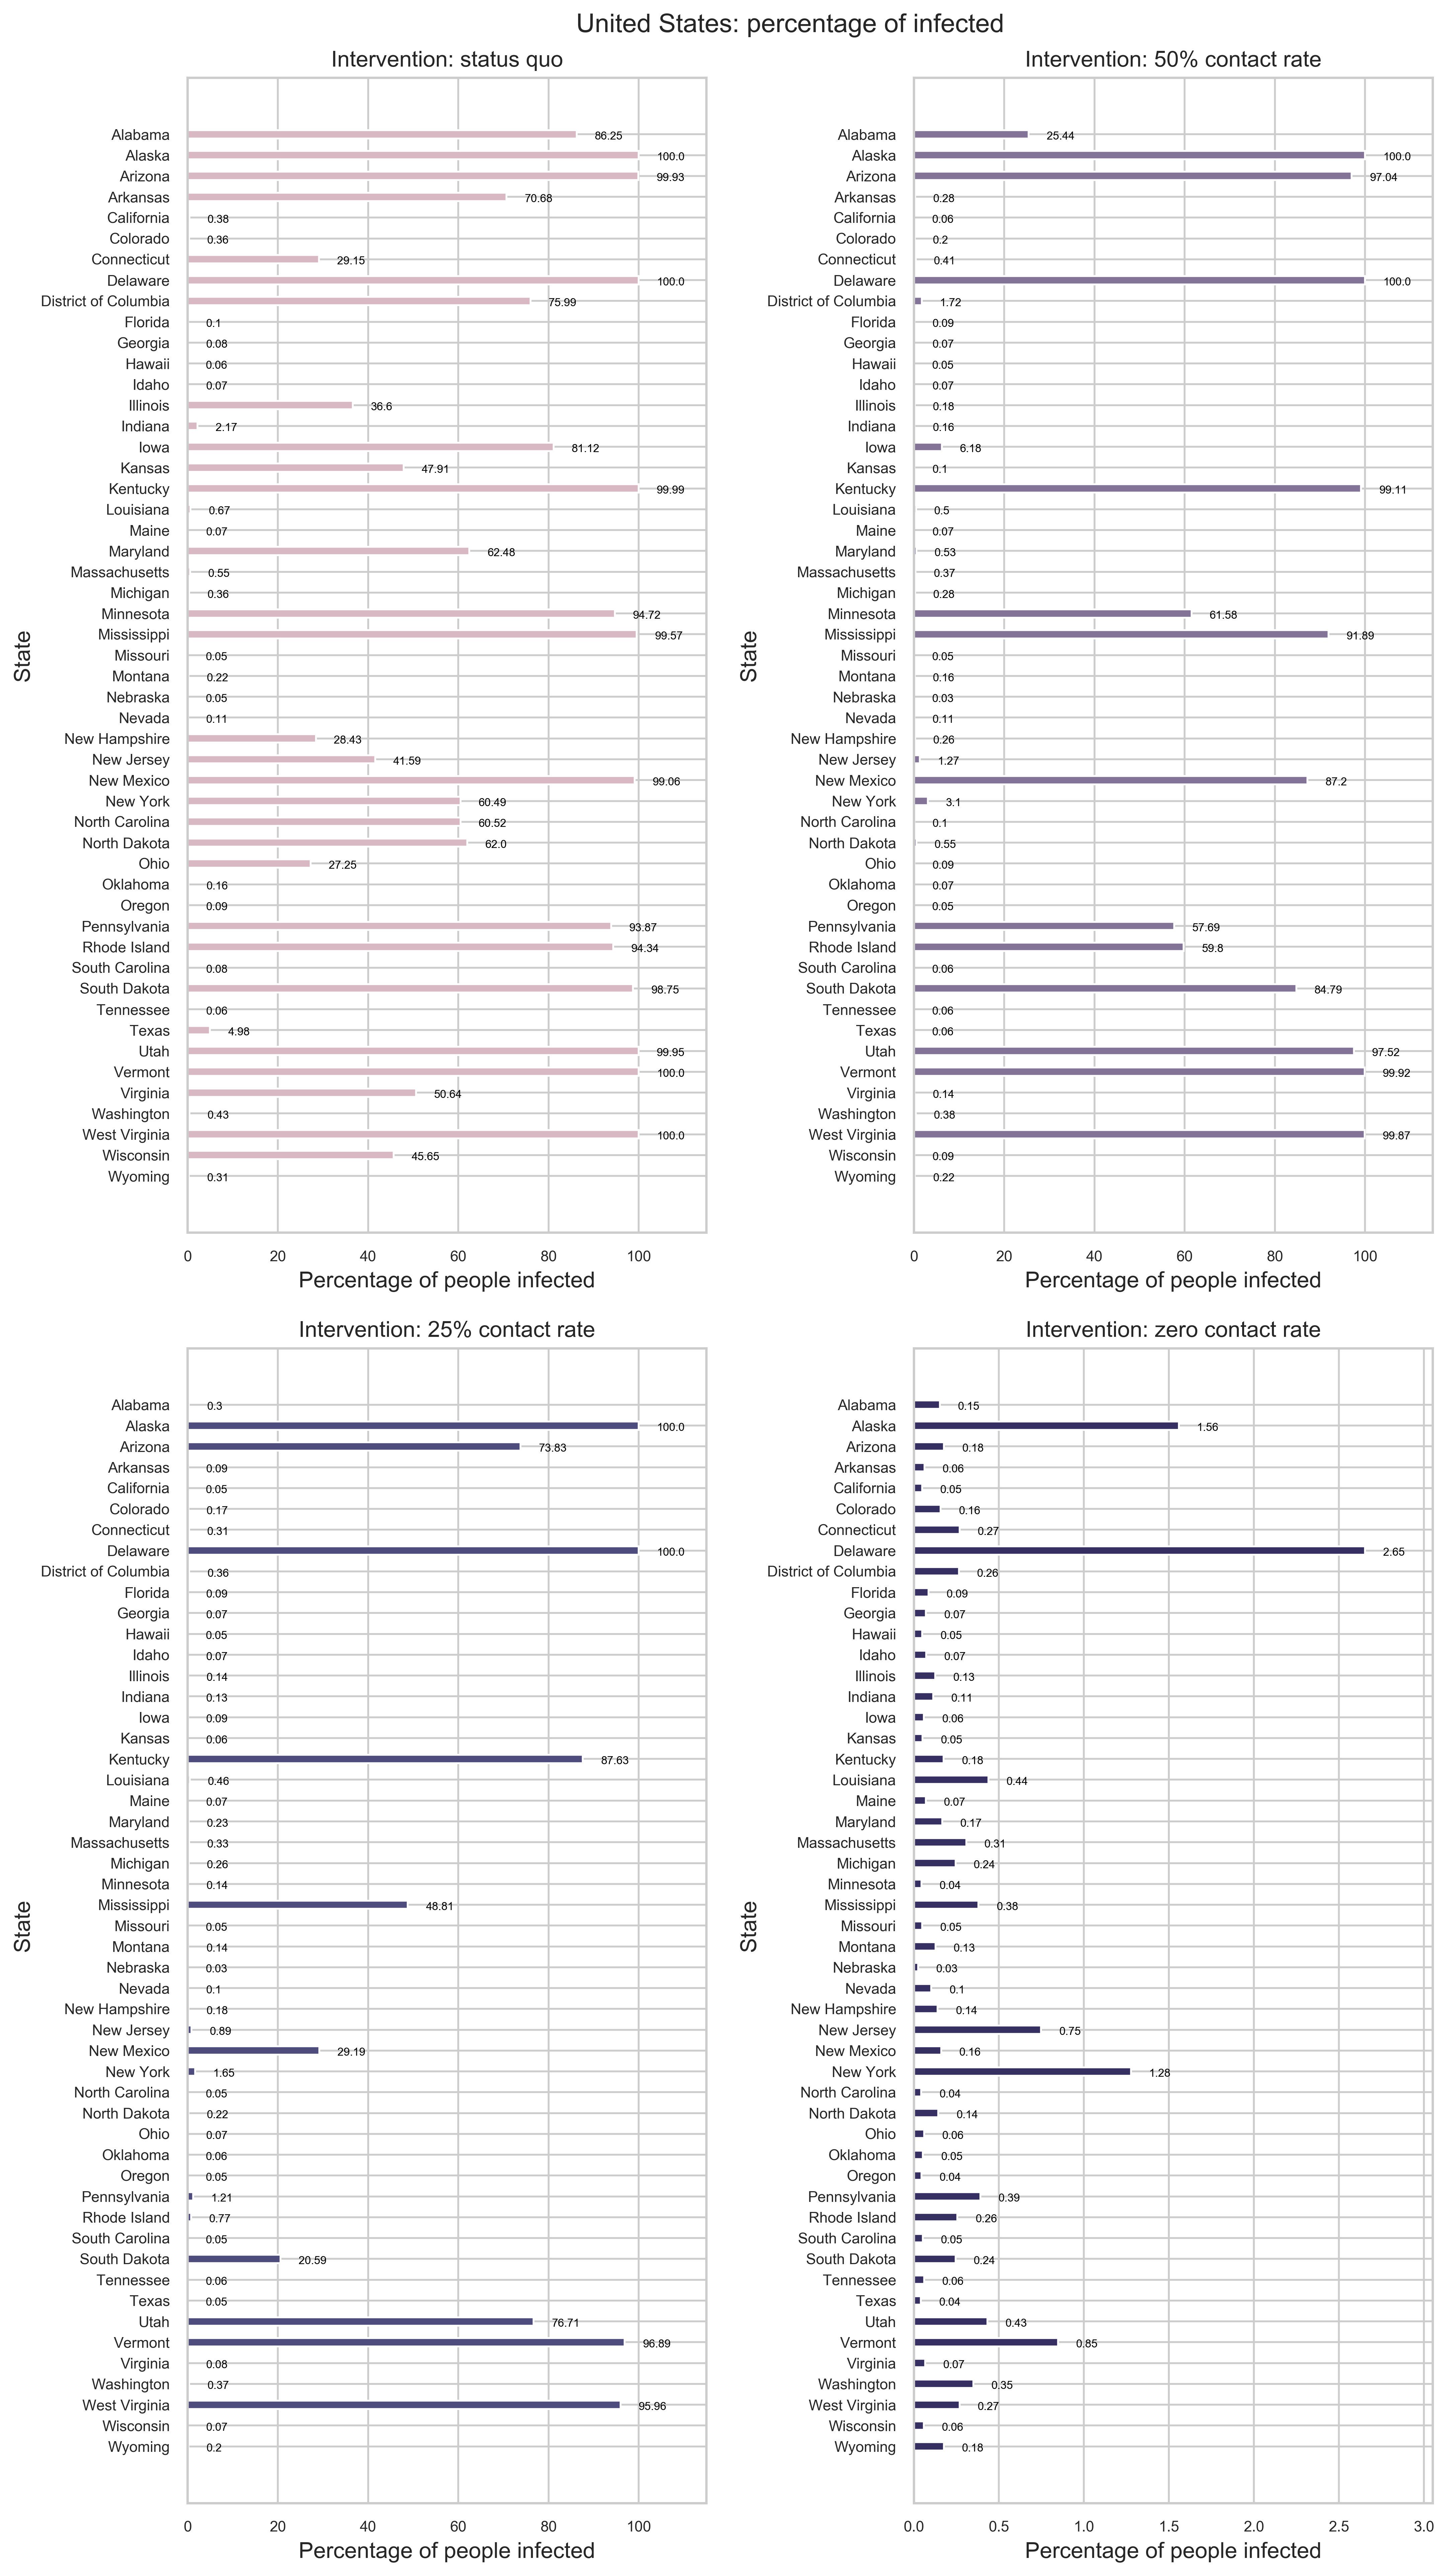 United States: percentage of infected
Intervention: status quo
Alabama 86.25
Alaska 100.0
Arizona 99.93
Arkansas 70.68
California 0.38
Colorado 0.36
Connecticut 29.15
Delaware 100.0
District of Columbia 75.99
Florida 0.1
Georgia 0.08
Hawaii 0.06
Idaho 0.07
Illinois 36.6
Indiana 2.17
Iowa 81.12
Kansas 47.91
Kentucky 99.99
Louisiana 0.67
Maine 0.07
Maryland 62.48
Massachusetts 0.55
Michigan 0.36
Minnesota 94.72
Mississippi 99.57
Missouri 0.05
Montana 0.22
Nebraska 0.05
Nevada 0.11
New Hampshire 28.43
New Jersey 41.59
New Mexico 99.06
New York 60.49
North Carolina 60.52
North Dakota 62.0
Ohio 27.25
Oklahoma 0.16
Oregon 0.09
Pennsylvania 93.87
Rhode Island 94.34
South Carolina 0.08
South Dakota 98.75
Tennessee 0.06
Texas 4.98
Utah 99.95
Vermont 100.0
Virginia 50.64
Washington 0.43
West Virginia 100.0
Wisconsin 45.65
Wyoming 0.31
State
0 20 40 60 80 100
Percentage of people infected
Intervention: 50% contact rate
Alabama 25.44
Alaska 100.0
Arizona 97.04
Arkansas 0.28
California 0.06
Colorado 0.2
Connecticut 0.41
Delaware 100.0
District of Columbia 1.72
Florida 0.09
Georgia 0.07
Hawaii 0.05
Idaho 0.07
Illinois 0.18
Indiana 0.16
Iowa 6.18
Kansas 0.1
Kentucky 99.11
Louisiana 0.5
Maine 0.07
Maryland 0.53
Massachusetts 0.37
Michigan 0.28
Minnesota 61.58
Mississippi 91.89
Missouri 0.05
Montana 0.16
Nebraska 0.03
Nevada 0.11
New Hampshire 0.26
New Jersey 1.27
New Mexico 87.2
New York 3.1
North Carolina 0.1
North Dakota 0.55
Ohio 0.09
Oklahoma 0.07
Oregon 0.05
Pennsylvania 57.69
Rhode Island 59.8
South Carolina 0.06
South Dakota 84.79
Tennessee 0.06
Texas 0.06
Utah 97.52
Vermont 99.92
Virginia 0.14
Washington 0.38
West Virginia 99.87
Wisconsin 0.09
Wyoming 0.22
State
0 20 40 60 80 100
Percentage of people infected
Intervention: 25% contact rate
Alabama 0.3
Alaska 100.0
Arizona 73.83
Arkansas 0.09
California 0.05
Colorado 0.17
Connecticut 0.31
Delaware 100.0
District of Columbia 0.36
Florida 0.09
Georgia 0.07
Hawaii 0.05
Idaho 0.07
Illinois 0.14
Indiana 0.13
Iowa 0.09
Kansas 0.06
Kentucky 87.63
Louisiana 0.46
Maine 0.07
Maryland 0.23
Massachusetts 0.33
Michigan 0.26
Minnesota 0.14
Mississippi 48.81
Missouri 0.05
Montana 0.14
Nebraska 0.03
Nevada 0.1
New Hampshire 0.18
New Jersey 0.89
New Mexico 29.19
New York 1.65
North Carolina 0.05
North Dakota 0.22
Ohio 0.07
Oklahoma 0.06
Oregon 0.05
Pennsylvania 1.21
Rhode Island 0.77
South Carolina 0.05
South Dakota 20.59
Tennessee 0.06
Texas 0.05
Utah 76.71
Vermont 96.89
Virginia 0.08
Washington 0.37
West Virginia 95.96
Wisconsin 0.07
Wyoming 0.2
State
0 20 40 60 80 100
Percentage of people infected
Intervention: zero contact rate
Alabama 0.15
Alaska 1.56
Arizona 0.18
Arkansas 0.06
California 0.05
Colorado 0.16
Connecticut 0.27
Delaware 2.65
District of Columbia 0.26
Florida 0.09
Georgia 0.07
Hawaii 0.05
Idaho 0.07
Illinois 0.13
Indiana 0.11
Iowa 0.06
Kansas 0.05
Kentucky 0.18
Louisiana 0.44
Maine 0.07
Maryland 0.17
Massachusetts 0.31
Michigan 0.24
Minnesota 0.04
Mississippi 0.38
Missouri 0.05
Montana 0.13
Nebraska 0.03
Nevada 0.1
New Hampshire 0.14
New Jersey 0.75
New Mexico 0.16
New York 1.28
North Carolina 0.04
North Dakota 0.14
Ohio 0.06
Oklahoma 0.05
Oregon 0.04
Pennsylvania 0.39
Rhode Island 0.26
South Carolina 0.05
South Dakota 0.24
Tennessee 0.06
Texas 0.04
Utah 0.43
Vermont 0.85
Virginia 0.07
Washington 0.35
West Virginia 0.27
Wisconsin 0.06
Wyoming 0.18
State
0.0 0.5 1.0 1.5 2.0 2.5 3.0
Percentage of people infected